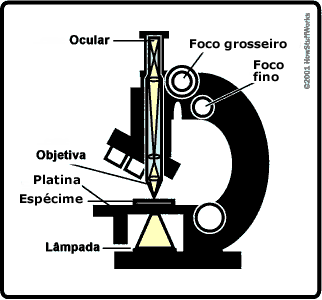 Ocular
Foco grosseiro
Foco
fino
Objetiva
Platina
Espécime
Lâmpada
©2001 HowStuffWorks